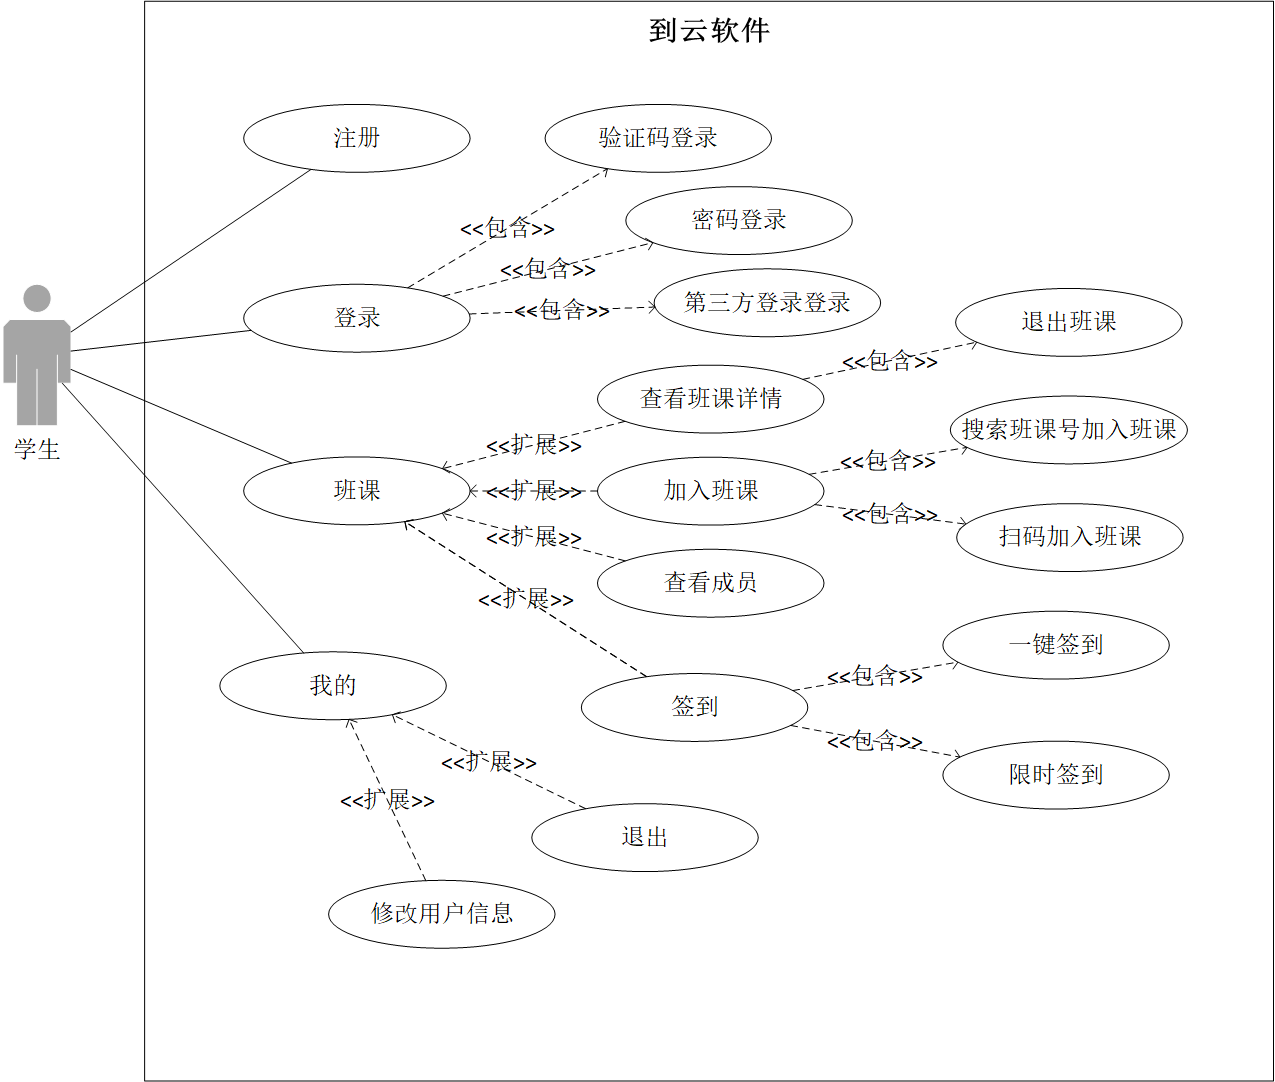 到云软件
注册
验证码登录
<<包含>>
密码登录
<<包含>>
登录
<<包含>>
第三方登录登录
退出班课
<<包含>>
查看班课详情
学生
<<扩展>>
搜索班课号加入班课
<<包含>>
班课
<<扩展>>
加入班课
<<包含>>
扫码加入班课
<<扩展>>
查看成员
<<扩展>>
一键签到
<<包含>>
我的
签到
<<包含>>
限时签到
<<扩展>>
<<扩展>>
退出
修改用户信息